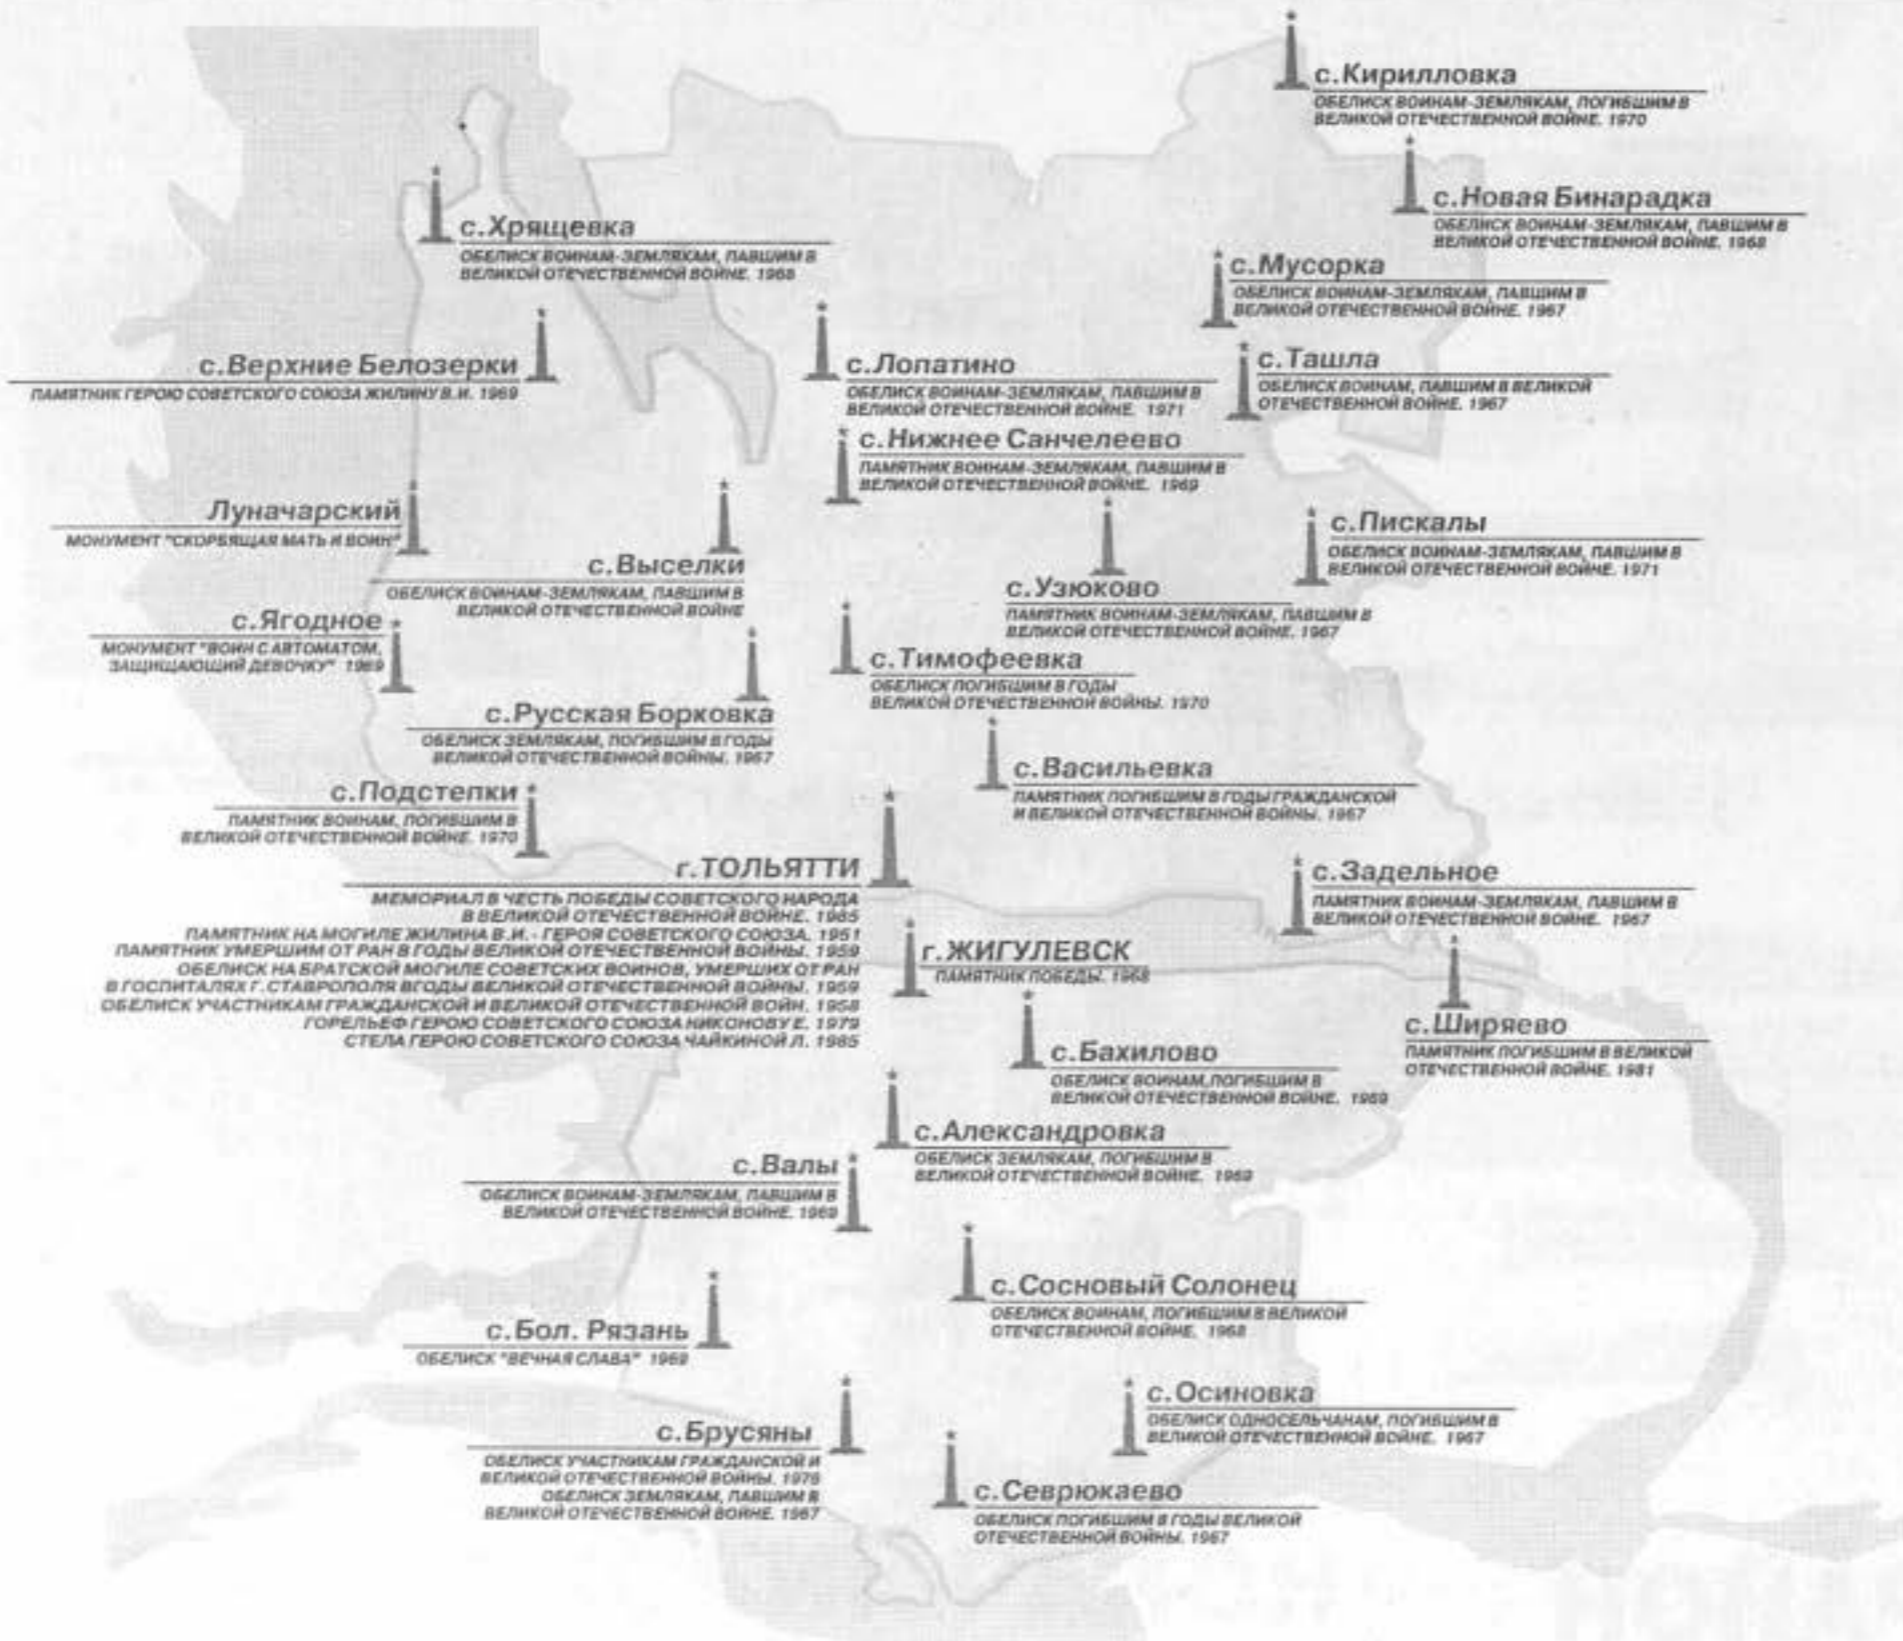 с.Кирилловка
ОБЕЛИСК ВОИНАМ-ЗЕМЛЯКАМ, ПОГИБШИМ В
ВЕЛИКОЙ ОТЕЧЕСТВЕННОЙ ВОЙНЕ. 1970
с.Новая Бинарадка
ОБЕЛИСК ВОИНАМ-ЗЕМЛЯКАМ, ПАВШИМ В
ВЕЛИКОЙ ОТЕЧЕСТВЕННОЙ ВОЙНЕ. 1968
с.Хрящевка
ОБЕЛИСК ВОИНАМ-ЗЕМЛЯКАМ, ПАВШИМ В
ВЕЛИКОЙ ОТЕЧЕСТВЕННОЙ ВОЙНЕ. 1968
с.Мусорка
ОБЕЛИСК ВОИНАМ-ЗЕМЛЯКАМ, ПАВШИМ В
ВЕЛИКОЙ ОТЕЧЕСТВЕННОЙ ВОЙНЕ. 1967
с.Верхние Белозерки
ПАМЯТНИК ГЕРОЮ СОВЕТСКОГО СОЮЗА ЖИЛИНУ В.И. 1969
с.Лопатино
ОБЕЛИСК ВОИНАМ-ЗЕМЛЯКАМ, ПАВШИМ В
ВЕЛИКОЙ ОТЕЧЕСТВЕННОЙ ВОЙНЕ. 1971
с.Ташла
ОБЕЛИСК ВОИНАМ, ПАВШИМ В ВЕЛИКОЙ
ОТЕЧЕСТВЕННОЙ ВОЙНЕ. 1967
с.Нижнее Санчелеево
ПАМЯТНИК ВОИНАМ-ЗЕМЛЯКАМ, ПАВШИМ В
ВЕЛИКОЙ ОТЕЧЕСТВЕННОЙ ВОЙНЕ. 1969
Луначарский
МОНУМЕНТ "СКОРБЯЩАЯ МАТЬ И ВОИН"
с.Выселки
ОБЕЛИСК ВОИНАМ-ЗЕМЛЯКАМ, ПАВШИМ В
ВЕЛИКОЙ ОТЕЧЕСТВЕННОЙ ВОЙНЕ
с.Пискалы
ОБЕЛИСК ВОИНАМ-ЗЕМЛЯКАМ, ПАВШИМ В
ВЕЛИКОЙ ОТЕЧЕСТВЕННОЙ ВОЙНЕ. 1971
с.Узюково
ПАМЯТНИК ВОИНАМ-ЗЕМЛЯКАМ, ПАВШИМ В
ВЕЛИКОЙ ОТЕЧЕСТВЕННОЙ ВОЙНЕ. 1967
с.Ягодное
МОНУМЕНТ "ВОИН С АВТОМАТОМ,
ЗАЩИЩАЮЩИЙ ДЕВОЧКУ" 1969
с.Тимофеевка
ОБЕЛИСК ПОГИБШИМ В ГОДЫ
ВЕЛИКОЙ ОТЕЧЕСТВЕННОЙ ВОЙНЫ. 1970
с.Русская Борковка
ОБЕЛИСК ЗЕМЛЯКАМ, ПОГИБШИМ В ГОДЫ
ВЕЛИКОЙ ОТЕЧЕСТВЕННОЙ ВОЙНЫ. 1967
с.Васильевка
ПАМЯТНИК ПОГИБШИМ В ГОДЫ ГРАЖДАНСКОЙ
И ВЕЛИКОЙ ОТЕЧЕСТВЕННОЙ ВОЙНЫ. 1967
с.Подстепки
ПАМЯТНИК ВОИНАМ, ПОГИБШИМ В
ВЕЛИКОЙ ОТЕЧЕСТВЕННОЙ ВОЙНЕ. 1970
г.ТОЛЬЯТТИ
МЕМОРИАЛ В ЧЕСТЬ ПОБЕДЫ СОВЕТСКОГО НАРОДА
В ВЕЛИКОЙ ОТЕЧЕСТВЕННОЙ ВОЙНЕ. 1985
ПАМЯТНИК НА МОГИЛЕ ЖИЛИНА В.И. - ГЕРОЯ СОВЕТСКОГО СОЮЗА. 1951
ПАМЯТНИК УМЕРШИМ ОТ РАН В ГОДЫ ВЕЛИКОЙ ОТЕЧЕСТВЕННОЙ ВОЙНЫ. 1959
ОБЕЛИСК НА БРАТСКОЙ МОГИЛЕ СОВЕТСКИХ ВОИНОВ, УМЕРШИХ ОТ РАН
В ГОСПИТАЛЯХ Г. СТАВРОПОЛЯ В ГОДЫ ВЕЛИКОЙ ОТЕЧЕСТВЕННОЙ ВОЙНЫ. 1959
ОБЕЛИСК УЧАСТНИКАМ ГРАЖДАНСКОЙ И ВЕЛИКОЙ ОТЕЧЕСТВЕННОЙ ВОЙН. 1958
ГОРЕЛЬЕФ ГЕРОЮ СОВЕТСКОГО СОЮЗА НИКОНОВУ Е. 1979
СТЕЛА ГЕРОЮ СОВЕТСКОГО СОЮЗА ЧАЙКИНОЙ Л. 1985
с.Задельное
ПАМЯТНИК ВОИНАМ-ЗЕМЛЯКАМ, ПАВШИМ В
ВЕЛИКОЙ ОТЕЧЕСТВЕННОЙ ВОЙНЕ. 1967
г.ЖИГУЛЕВСК
ПАМЯТНИК ПОБЕДЫ. 1968
с.Ширяево
ПАМЯТНИК ПОГИБШИМ В ВЕЛИКОЙ
ОТЕЧЕСТВЕННОЙ ВОЙНЕ. 1981
с.Бахилово
ОБЕЛИСК ВОИНАМ, ПОГИБШИМ В
ВЕЛИКОЙ ОТЕЧЕСТВЕННОЙ ВОЙНЕ. 1969
с.Александровка
ОБЕЛИСК ЗЕМЛЯКАМ, ПОГИБШИМ В
ВЕЛИКОЙ ОТЕЧЕСТВЕННОЙ ВОЙНЕ. 1969
с.Валы
ОБЕЛИСК ВОИНАМ-ЗЕМЛЯКАМ, ПАВШИМ В
ВЕЛИКОЙ ОТЕЧЕСТВЕННОЙ ВОЙНЕ. 1969
с.Сосновый Солонец
ОБЕЛИСК ВОИНАМ, ПОГИБШИМ В ВЕЛИКОЙ
ОТЕЧЕСТВЕННОЙ ВОЙНЕ. 1968
с.Бол. Рязань
ОБЕЛИСК "ВЕЧНАЯ СЛАВА" 1969
с.Осиновка
ОБЕЛИСК ОДНОСЕЛЬЧАНАМ, ПОГИБШИМ В
ВЕЛИКОЙ ОТЕЧЕСТВЕННОЙ ВОЙНЕ. 1967
с.Брусяны
ОБЕЛИСК УЧАСТНИКАМ ГРАЖДАНСКОЙ И
ВЕЛИКОЙ ОТЕЧЕСТВЕННОЙ ВОЙНЫ. 1976
ОБЕЛИСК ЗЕМЛЯКАМ, ПАВШИМ В
ВЕЛИКОЙ ОТЕЧЕСТВЕННОЙ ВОЙНЕ. 1967
с.Севрюкаево
ОБЕЛИСК ПОГИБШИМ В ГОДЫ ВЕЛИКОЙ
ОТЕЧЕСТВЕННОЙ ВОЙНЫ. 1967